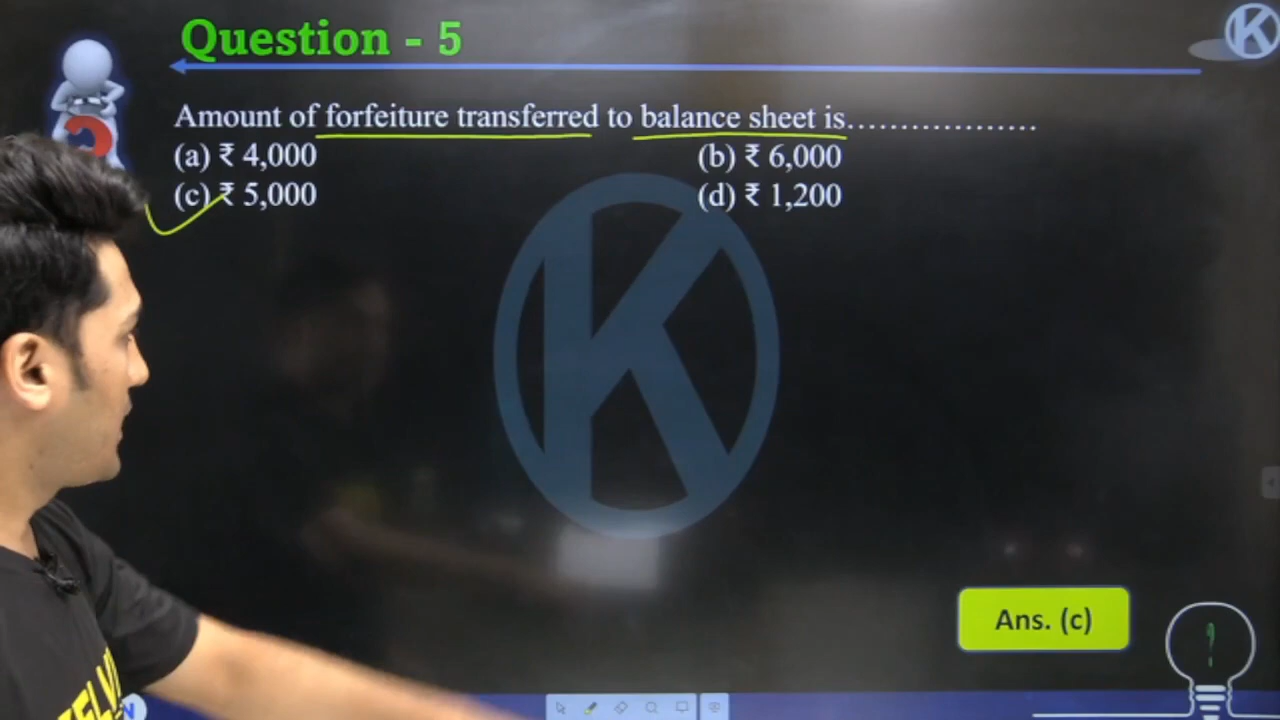 Question - 5
Amount of forfeiture transferred to balance sheet is..................
(a) ₹ 4,000 (b) ₹ 6,000
(c) ₹ 5,000 (d) ₹ 1,200
K
K
Ans. (c)
?
N